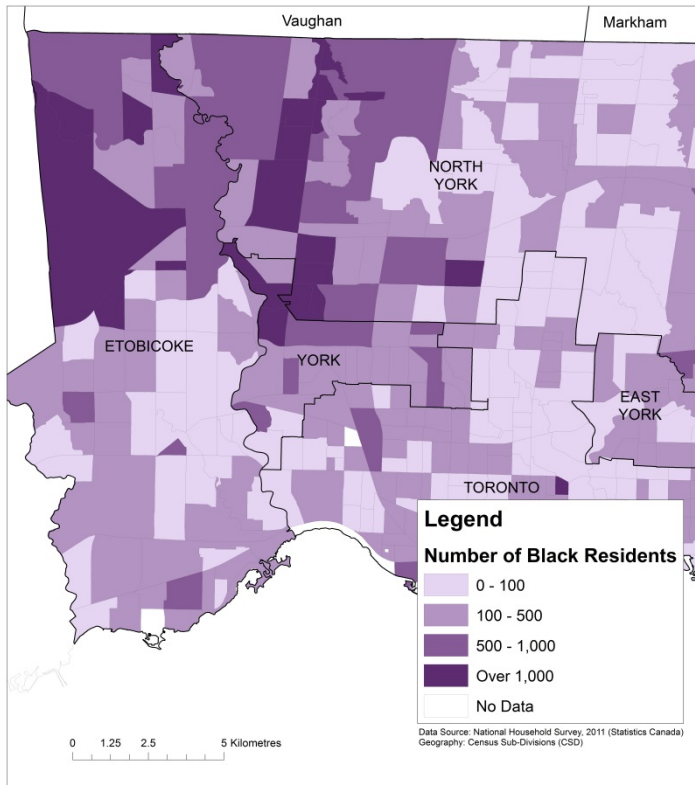 Vaughan
Markham
NORTH
YORK
ETOBICOKE
YORK
EAST
YORK
TORONTO
Legend
Number of Black Residents
0 - 100
100 - 500
500 - 1,000
Over 1,000
No Data
Data Source: National Household Survey, 2011 (Statistics Canada)
Geography: Census Sub-Divisions (CSD)
0 1.25 2.5 5 Kilometres